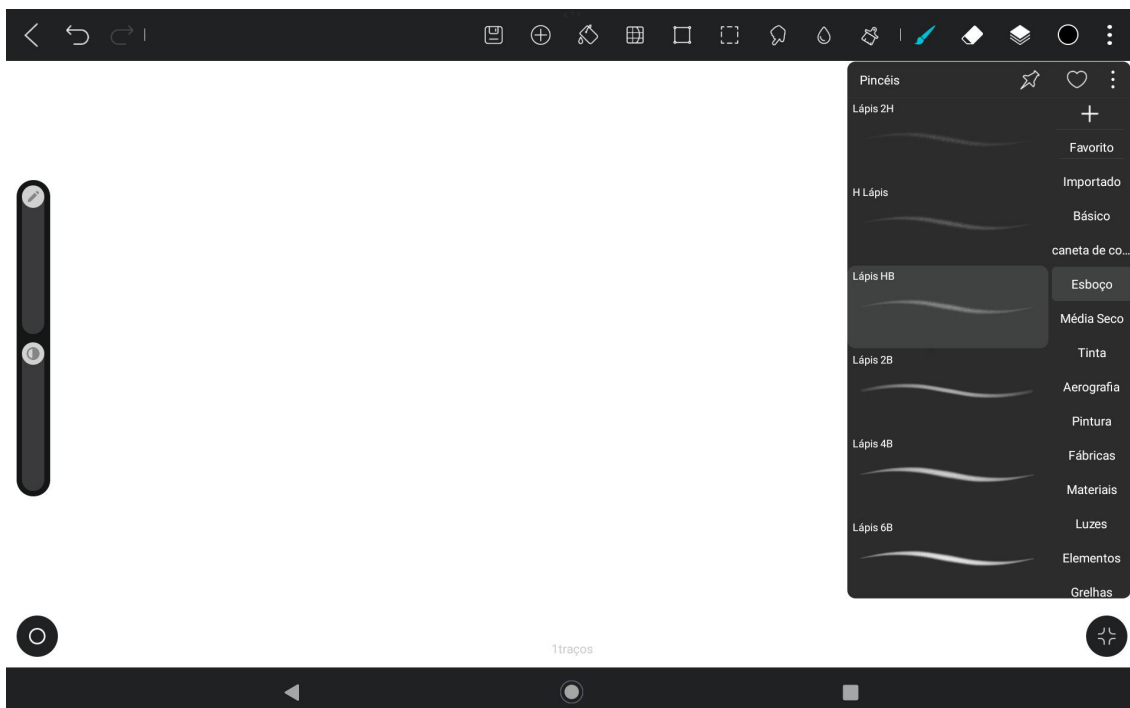 Pincéis
Lápis 2H
H Lápis
Lápis HB
Lápis 2B
Lápis 4B
Lápis 6B
Favorito
Importado
Básico
caneta de co...
Esboço
Média Seco
Tinta
Aerografia
Pintura
Fábricas
Materiais
Luzes
Elementos
Grelhas
1traços